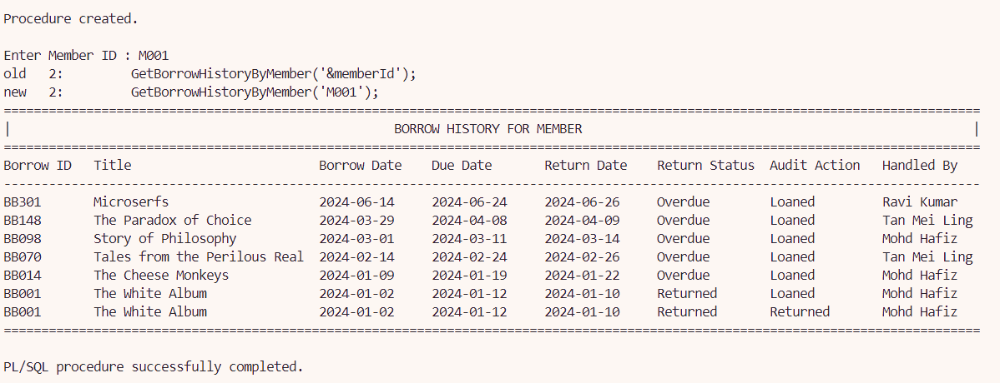 Procedure created.
Enter Member ID : M001
old   2:         GetBorrowHistoryByMember('&memberId');
new   2:         GetBorrowHistoryByMember('M001');
==================================================================================================================================
|                                                   BORROW HISTORY FOR MEMBER                                                    |
==================================================================================================================================
Borrow ID   Title                         Borrow Date    Due Date       Return Date    Return Status  Audit Action   Handled By
----------------------------------------------------------------------------------------------------------------------------------
BB301       Microserfs                    2024-06-14     2024-06-24     2024-06-26     Overdue        Loaned         Ravi Kumar
BB148       The Paradox of Choice         2024-03-29     2024-04-08     2024-04-09     Overdue        Loaned         Tan Mei Ling
BB098       Story of Philosophy           2024-03-01     2024-03-11     2024-03-14     Overdue        Loaned         Mohd Hafiz
BB070       Tales from the Perilous Real  2024-02-14     2024-02-24     2024-02-26     Overdue        Loaned         Tan Mei Ling
BB014       The Cheese Monkeys            2024-01-09     2024-01-19     2024-01-22     Overdue        Loaned         Mohd Hafiz
BB001       The White Album               2024-01-02     2024-01-12     2024-01-10     Returned       Loaned         Mohd Hafiz
BB001       The White Album               2024-01-02     2024-01-12     2024-01-10     Returned       Returned       Mohd Hafiz
==================================================================================================================================
PL/SQL procedure successfully completed.